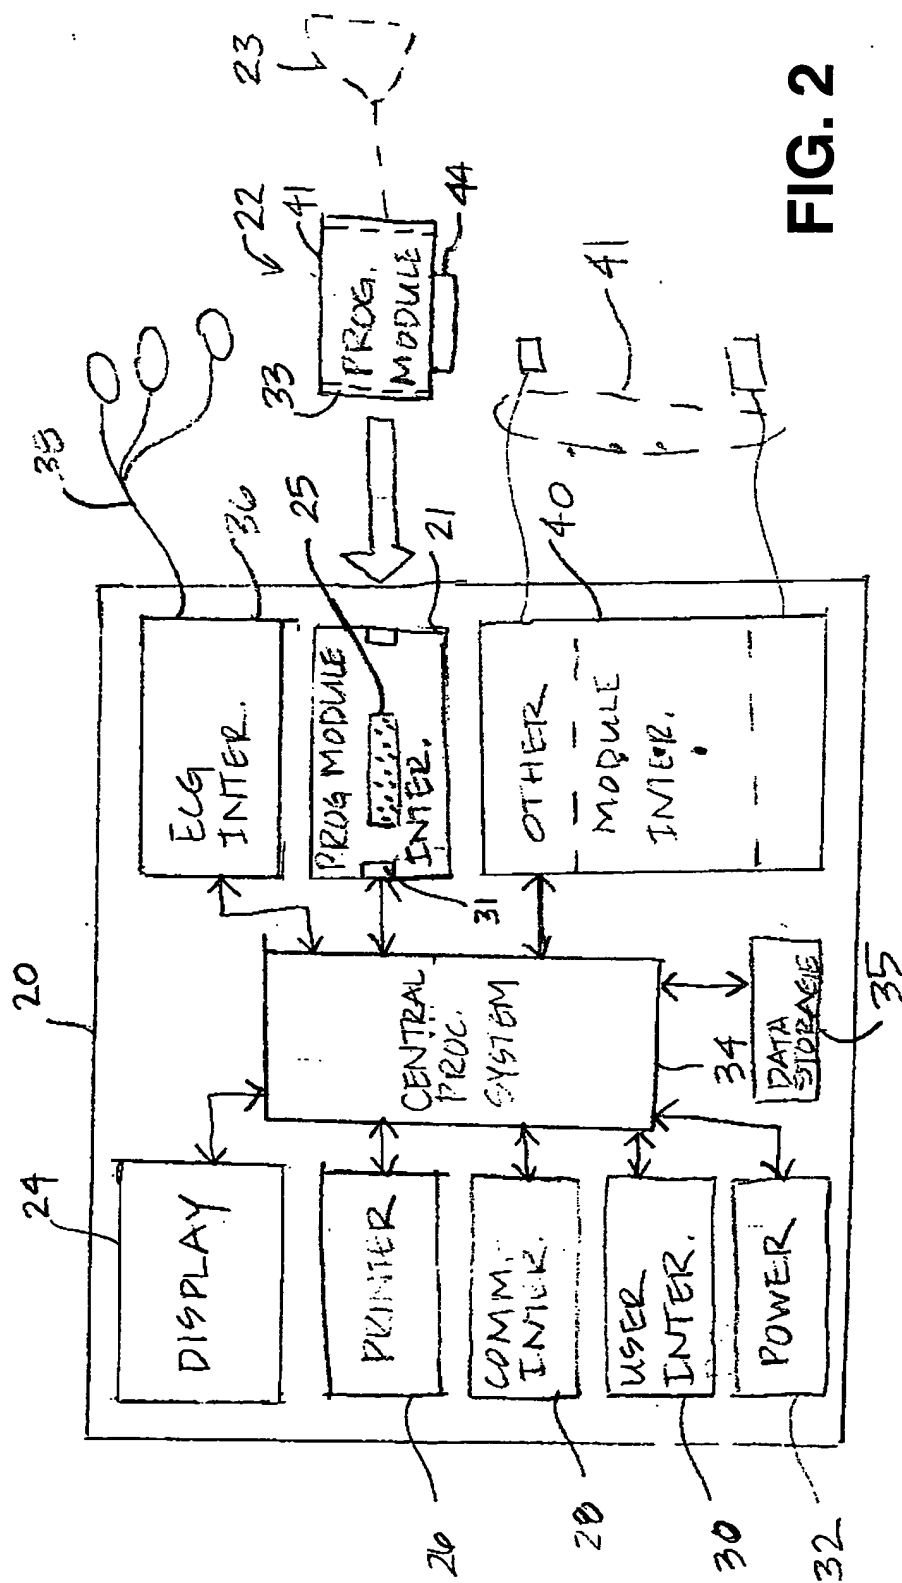 FIG. 2
20
24
DISPLAY
26
PRINTER
28
COMM.
INTER.
30
USER
INTER.
32
POWER
CENTRAL
PROC.
SYSTEM
34
DATA
STORAGE
35
ECG
INTER.
36
38
PROG MODULE
INTER.
25
21
31
OTHER
MODULE
INTER.
40
41
33
PROG.
MODULE
41
22
44
23